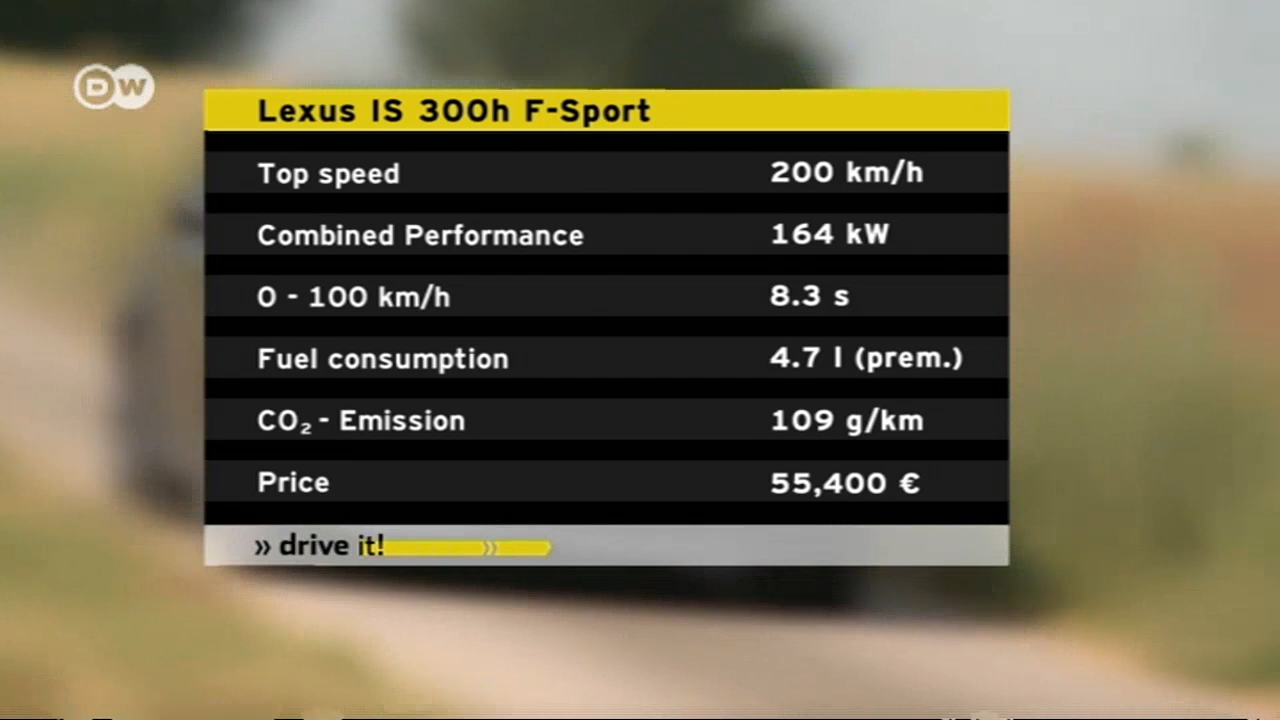 DW
Lexus IS 300h F-Sport
Top speed 200 km/h
Combined Performance 164 kW
0 - 100 km/h 8.3 s
Fuel consumption 4.7 l (prem.)
CO₂ - Emission 109 g/km
Price 55,400 €
» drive it! »